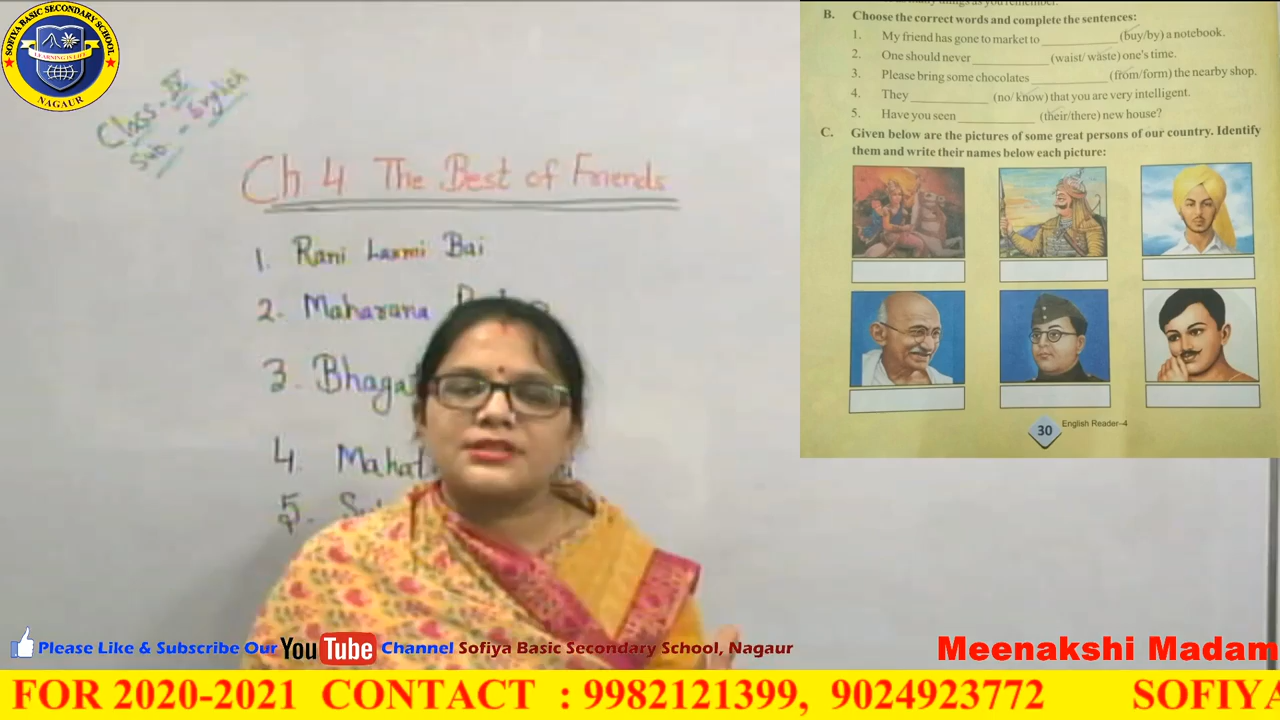 SOFIYA BASIC SECONDARY SCHOOL
LEARNING IS LIFE
NAGAUR
Class - IV
Sub - English
Ch 4 The Best of Friends
1. Rani Laxmi Bai
2. Maharana
3. Bhagat
4.
5.
B. Choose the correct words and complete the sentences:
1. My friend has gone to market to ____________ (buy/by) a notebook.
2. One should never ____________ (waist/ waste) one's time.
3. Please bring some chocolates ____________ (from/form) the nearby shop.
4. They ____________ (no/ know) that you are very intelligent.
5. Have you seen ____________ (their/there) new house?
C. Given below are the pictures of some great persons of our country. Identify
them and write their names below each picture:
30 English Reader–4
Please Like & Subscribe Our YouTube Channel Sofiya Basic Secondary School, Nagaur
Meenakshi Madam
FOR 2020-2021 CONTACT : 9982121399, 9024923772 SOFIYA